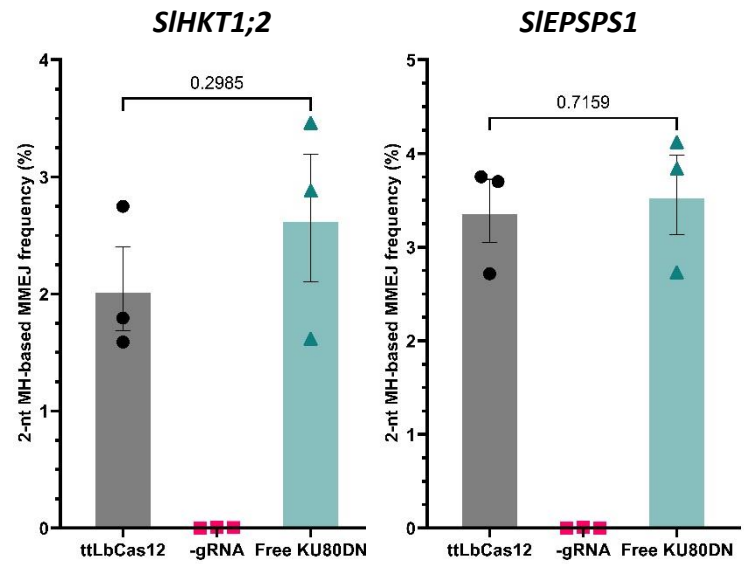 SlHKT1;2
2-nt MH-based MMEJ frequency (%)
4
3
2
1
0
0.2985
ttLbCas12 -gRNA Free KU80DN
SlEPSPS1
2-nt MH-based MMEJ frequency (%)
5
4
3
2
1
0
0.7159
ttLbCas12 -gRNA Free KU80DN